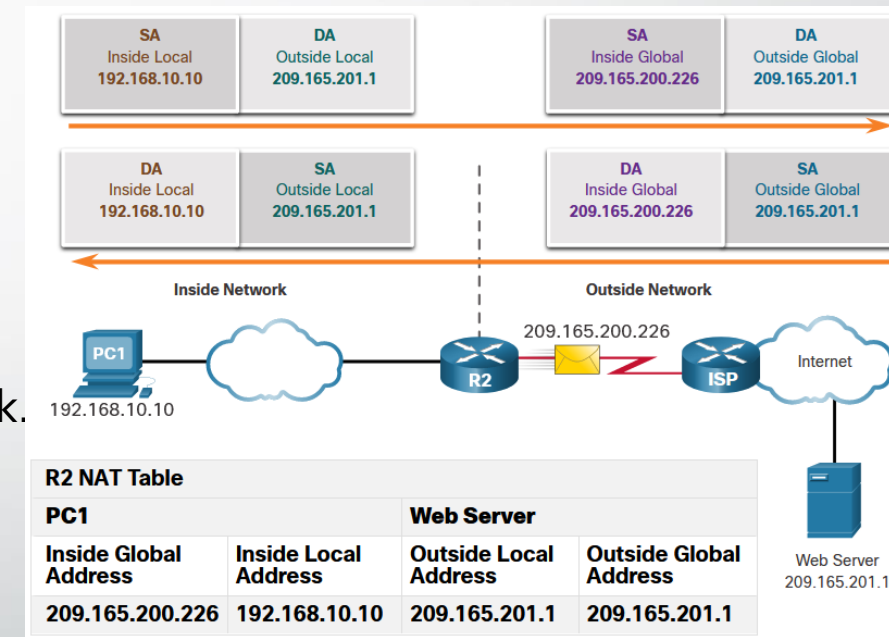 SA
Inside Local
192.168.10.10
DA
Outside Local
209.165.201.1
SA
Inside Global
209.165.200.226
DA
Outside Global
209.165.201.1
DA
Inside Local
192.168.10.10
SA
Outside Local
209.165.201.1
DA
Inside Global
209.165.200.226
SA
Outside Global
209.165.201.1
Inside Network
Outside Network
209.165.200.226
PC1
R2
ISP
Internet
k.
192.168.10.10
R2 NAT Table
PC1
Web Server
Inside Global
Address
Inside Local
Address
Outside Local
Address
Outside Global
Address
209.165.200.226
192.168.10.10
209.165.201.1
209.165.201.1
Web Server
209.165.201.1